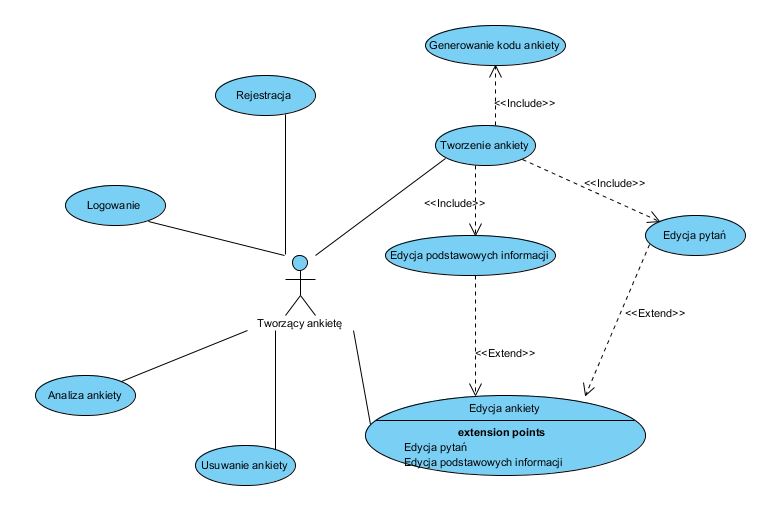 Generowanie kodu ankiety
Rejestracja
<<Include>>
Tworzenie ankiety
<<Include>>
Logowanie
<<Include>>
Edycja pytań
Edycja podstawowych informacji
<<Extend>>
Tworzący ankietę
<<Extend>>
Analiza ankiety
Edycja ankiety
extension points
Edycja pytań
Edycja podstawowych informacji
Usuwanie ankiety